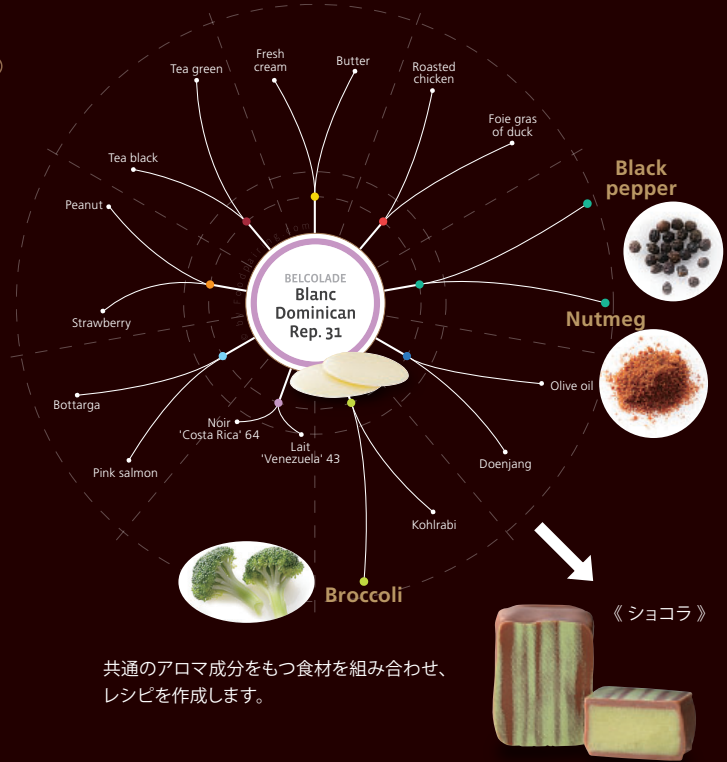 Fresh
cream
Butter
Tea green
Roasted
chicken
Foie gras
of duck
Tea black
Black
pepper
Peanut
BELCOLADE
Blanc
Dominican
Rep. 31
Nutmeg
Strawberry
Olive oil
Bottarga
Noir
'Costa Rica' 64
Lait
'Venezuela' 43
Pink salmon
Doenjang
Kohlrabi
Broccoli
《 ショコラ 》
共通のアロマ成分をもつ食材を組み合わせ、
レシピを作成します。